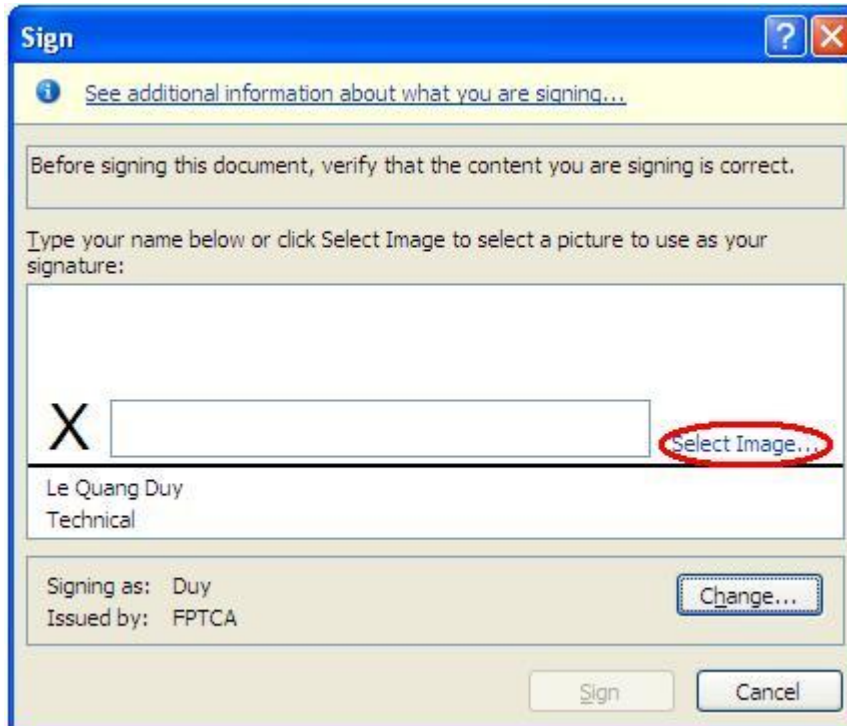 Sign
See additional information about what you are signing...
Before signing this document, verify that the content you are signing is correct.
Type your name below or click Select Image to select a picture to use as your
signature:
X
Select Image...
Le Quang Duy
Technical
Signing as: Duy
Change...
Issued by: FPTCA
Sign
Cancel